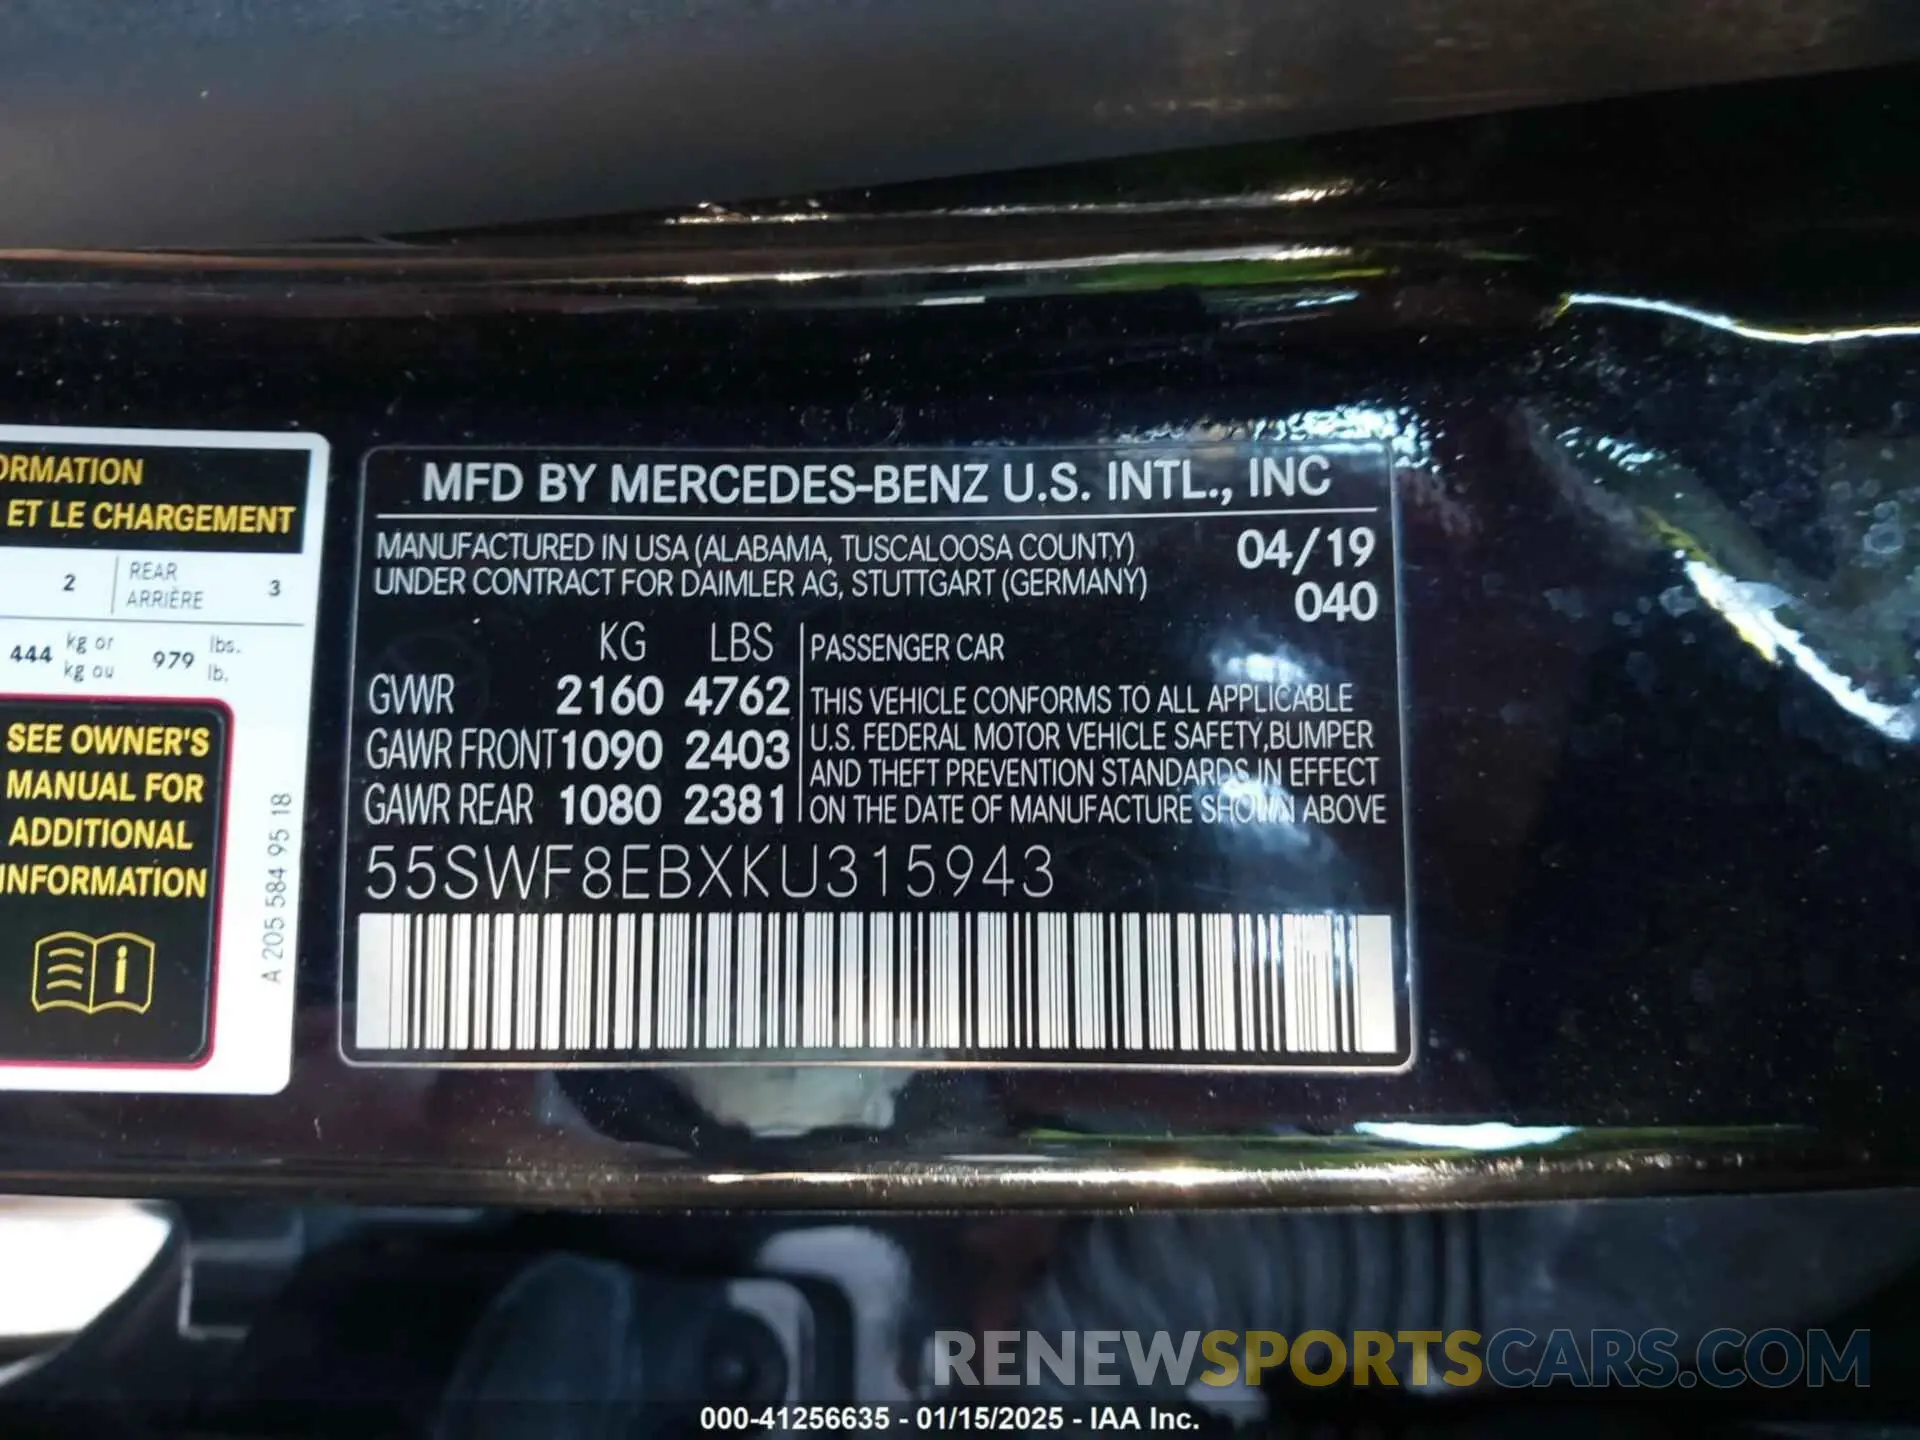 ORMATION
ET LE CHARGEMENT
2 REAR ARRIÈRE 3
444 kg or kg ou 979 lbs. lb.
SEE OWNER'S
MANUAL FOR
ADDITIONAL
INFORMATION
i
A 205 584 95 18
MFD BY MERCEDES-BENZ U.S. INTL., INC
MANUFACTURED IN USA (ALABAMA, TUSCALOOSA COUNTY) 04/19
UNDER CONTRACT FOR DAIMLER AG, STUTTGART (GERMANY) 040
KG LBS
GVWR 2160 4762
GAWR FRONT 1090 2403
GAWR REAR 1080 2381
PASSENGER CAR
THIS VEHICLE CONFORMS TO ALL APPLICABLE
U.S. FEDERAL MOTOR VEHICLE SAFETY,BUMPER
AND THEFT PREVENTION STANDARDS IN EFFECT
ON THE DATE OF MANUFACTURE SHOWN ABOVE
55SWF8EBXKU315943
RENEWSPORTSCARS.COM
000-41256635 - 01/15/2025 - IAA Inc.